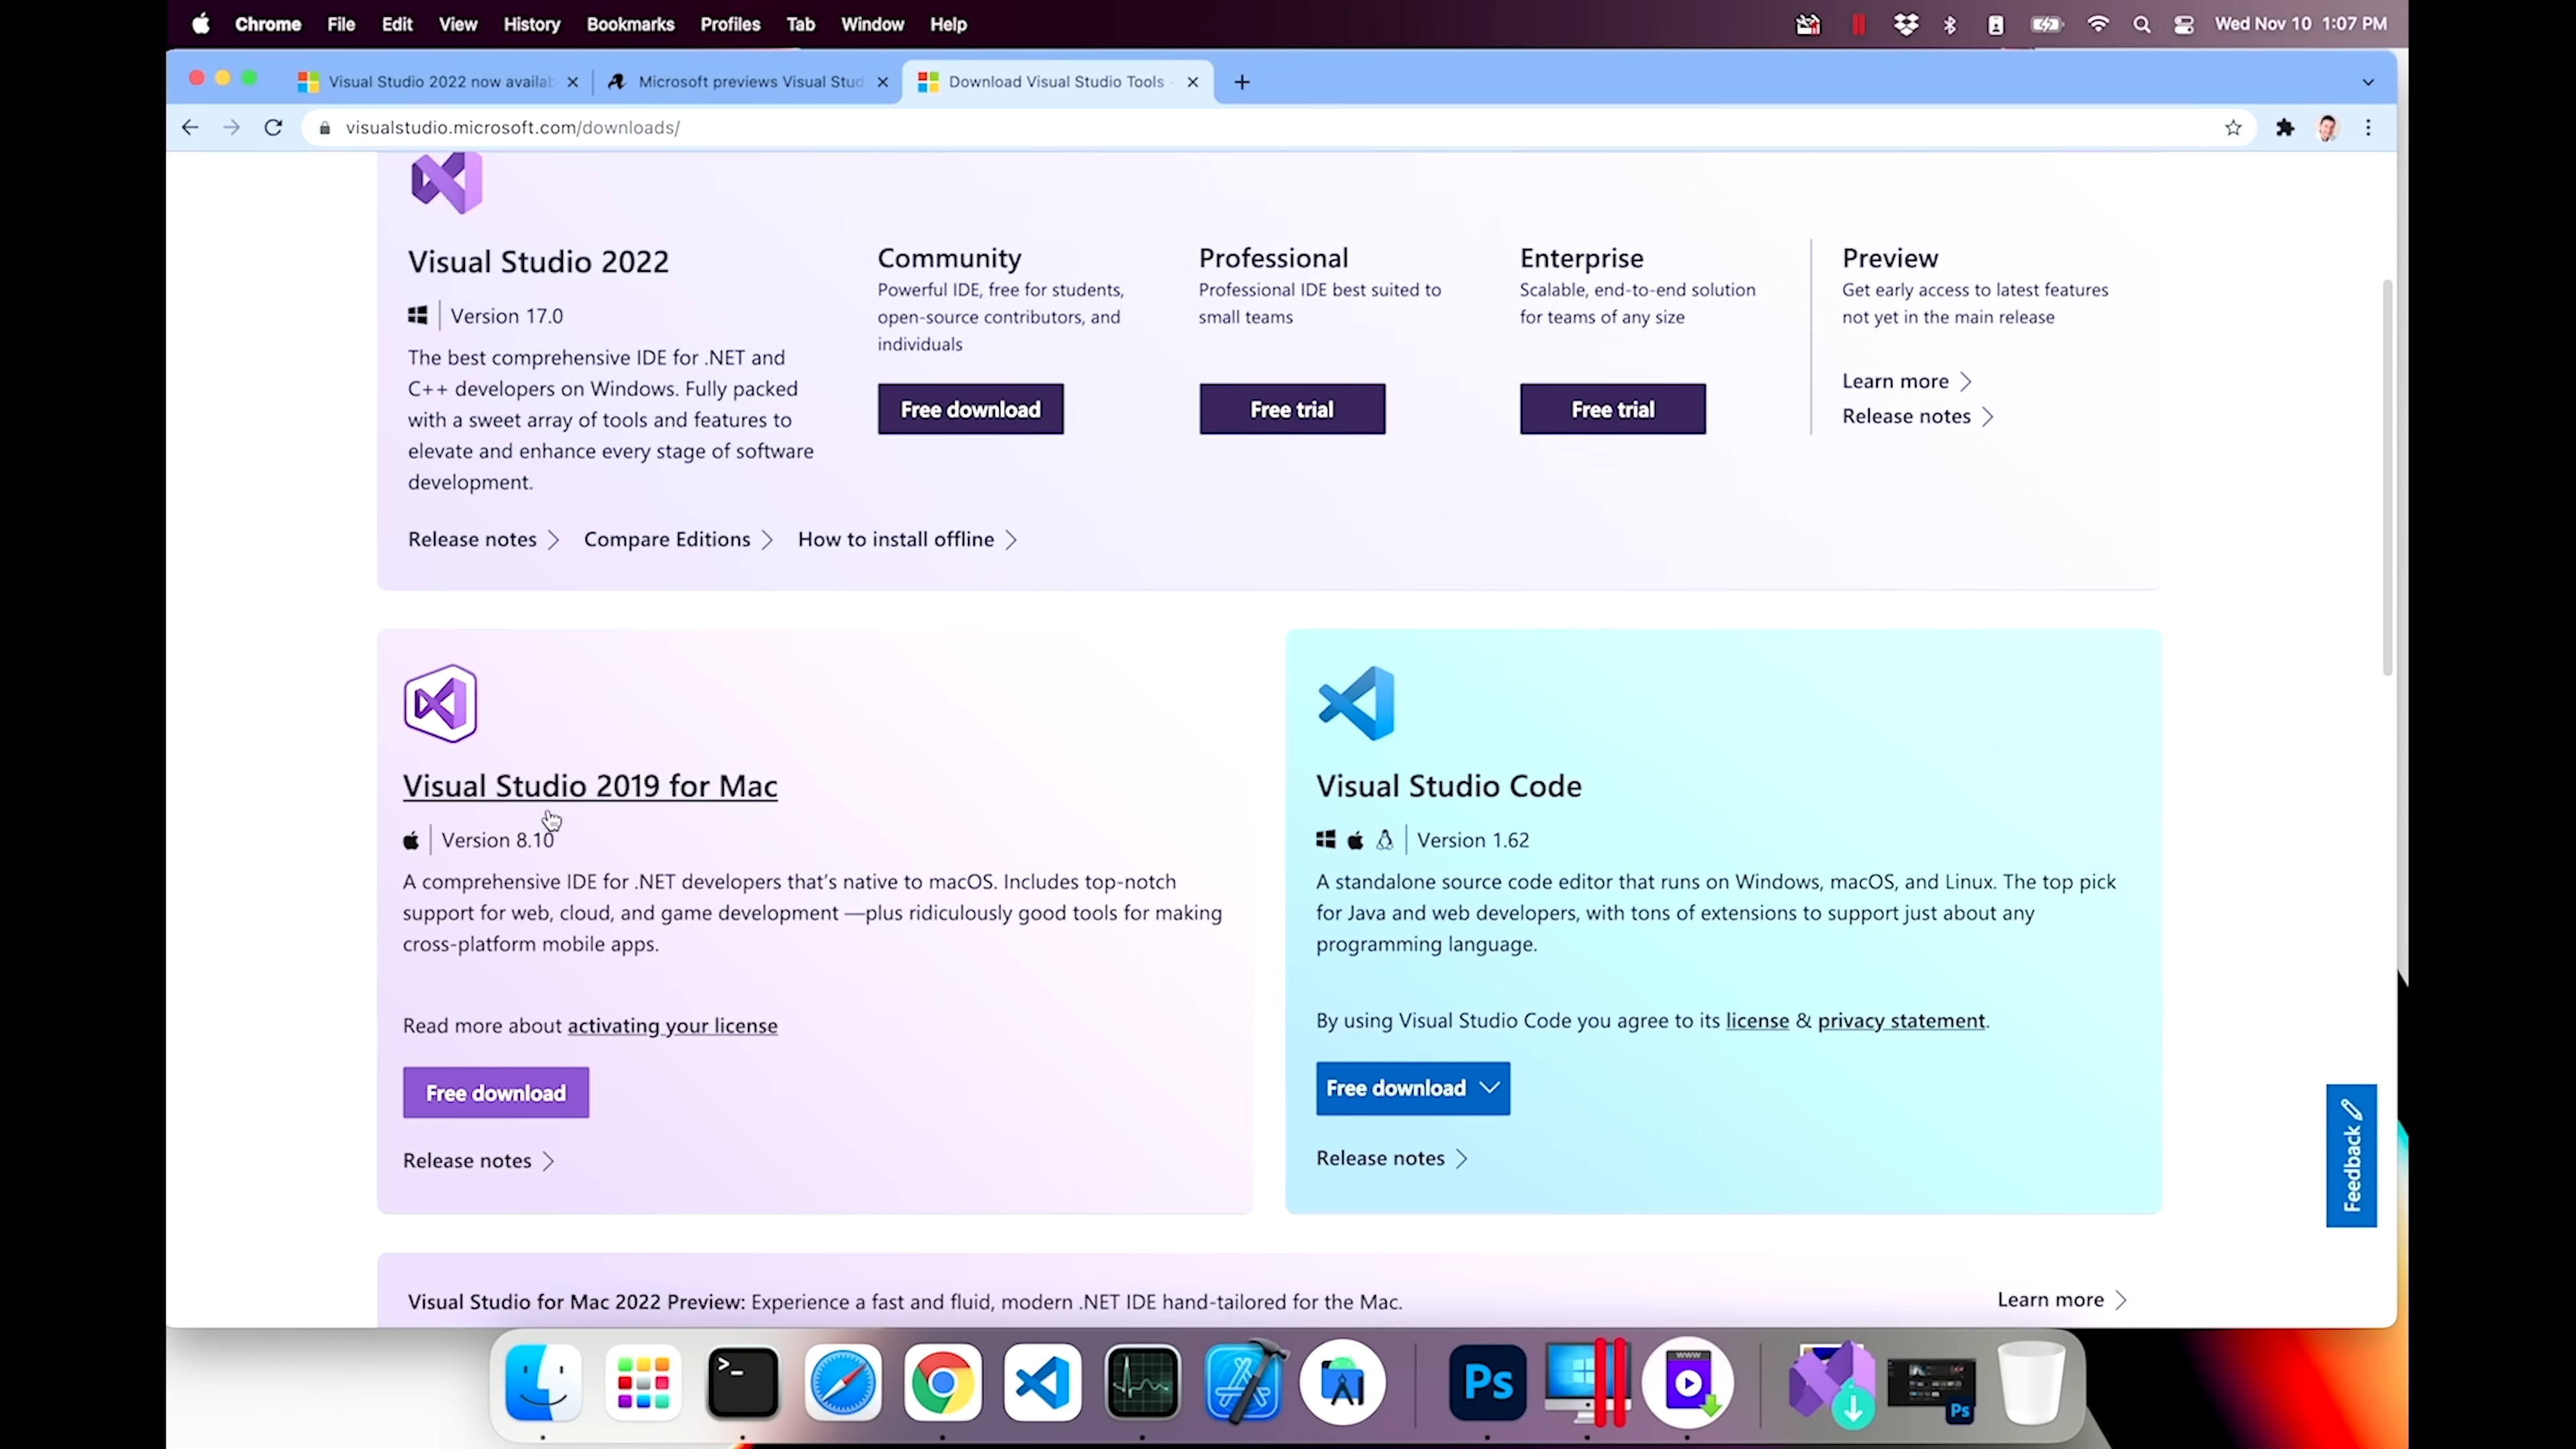 Chrome File Edit View History Bookmarks Profiles Tab Window Help Wed Nov 10 1:07 PM
Visual Studio 2022 now availab Microsoft previews Visual Stud Download Visual Studio Tools -
visualstudio.microsoft.com/downloads/
Visual Studio 2022
Version 17.0
The best comprehensive IDE for .NET and
C++ developers on Windows. Fully packed
with a sweet array of tools and features to
elevate and enhance every stage of software
development.
Community
Powerful IDE, free for students,
open-source contributors, and
individuals
Free download
Professional
Professional IDE best suited to
small teams
Free trial
Enterprise
Scalable, end-to-end solution
for teams of any size
Free trial
Preview
Get early access to latest features
not yet in the main release
Learn more
Release notes
Release notes Compare Editions How to install offline
Visual Studio 2019 for Mac
Version 8.10
A comprehensive IDE for .NET developers that's native to macOS. Includes top-notch
support for web, cloud, and game development —plus ridiculously good tools for making
cross-platform mobile apps.
Read more about activating your license
Free download
Release notes
Visual Studio Code
Version 1.62
A standalone source code editor that runs on Windows, macOS, and Linux. The top pick
for Java and web developers, with tons of extensions to support just about any
programming language.
By using Visual Studio Code you agree to its license & privacy statement.
Free download
Release notes
Feedback
Visual Studio for Mac 2022 Preview: Experience a fast and fluid, modern .NET IDE hand-tailored for the Mac.
Learn more
>_
Ps
WWW
Ps